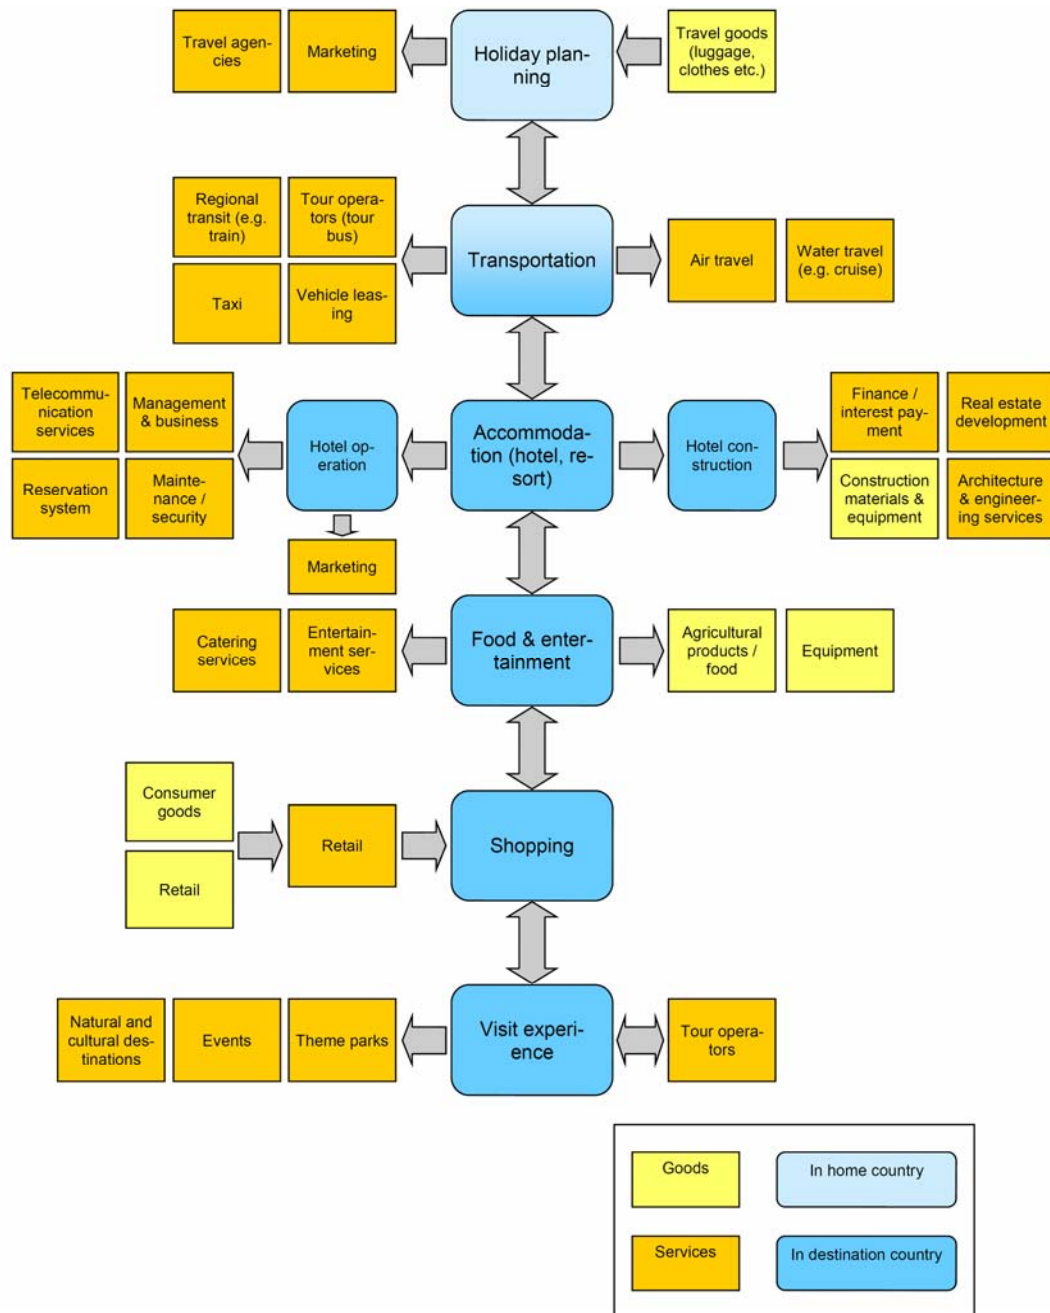 Travel agen-
cies
Marketing
Holiday plan-
ning
Travel goods
(luggage,
clothes etc.)
Regional
transit (e.g.
train)
Tour opera-
tors (tour
bus)
Taxi
Vehicle leas-
ing
Transportation
Air travel
Water travel
(e.g. cruise)
Telecommu-
nication
services
Management
& business
Reservation
system
Mainte-
nance /
security
Hotel op-
eration
Marketing
Accommoda-
tion (hotel, re-
sort)
Hotel con-
struction
Finance /
interest pay-
ment
Real estate
development
Construction
materials &
equipment
Architecture
& engineer-
ing services
Catering
services
Entertain-
ment ser-
vices
Food & enter-
tainment
Agricultural
products /
food
Equipment
Consumer
goods
Retail
Retail
Shopping
Natural and
cultural des-
tinations
Events
Theme parks
Visit experi-
ence
Tour opera-
tors
Goods
In home country
Services
In destination country